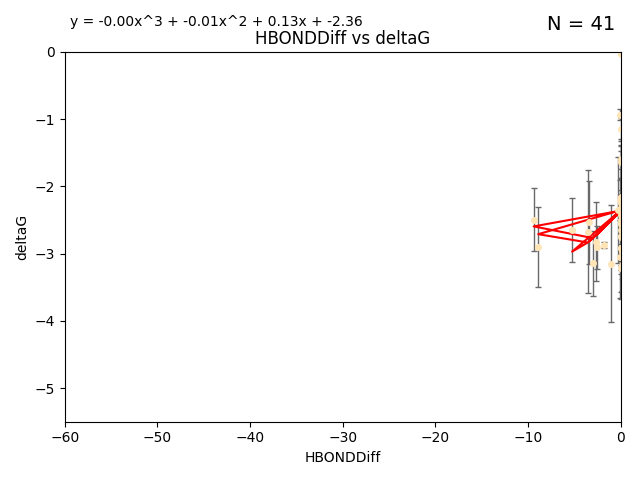 y = -0.00x^3 + -0.01x^2 + 0.13x + -2.36
N = 41
HBONDDiff vs deltaG
0
−1
−2
−3
−4
−5
deltaG
−60
−50
−40
−30
−20
−10
0
HBONDDiff